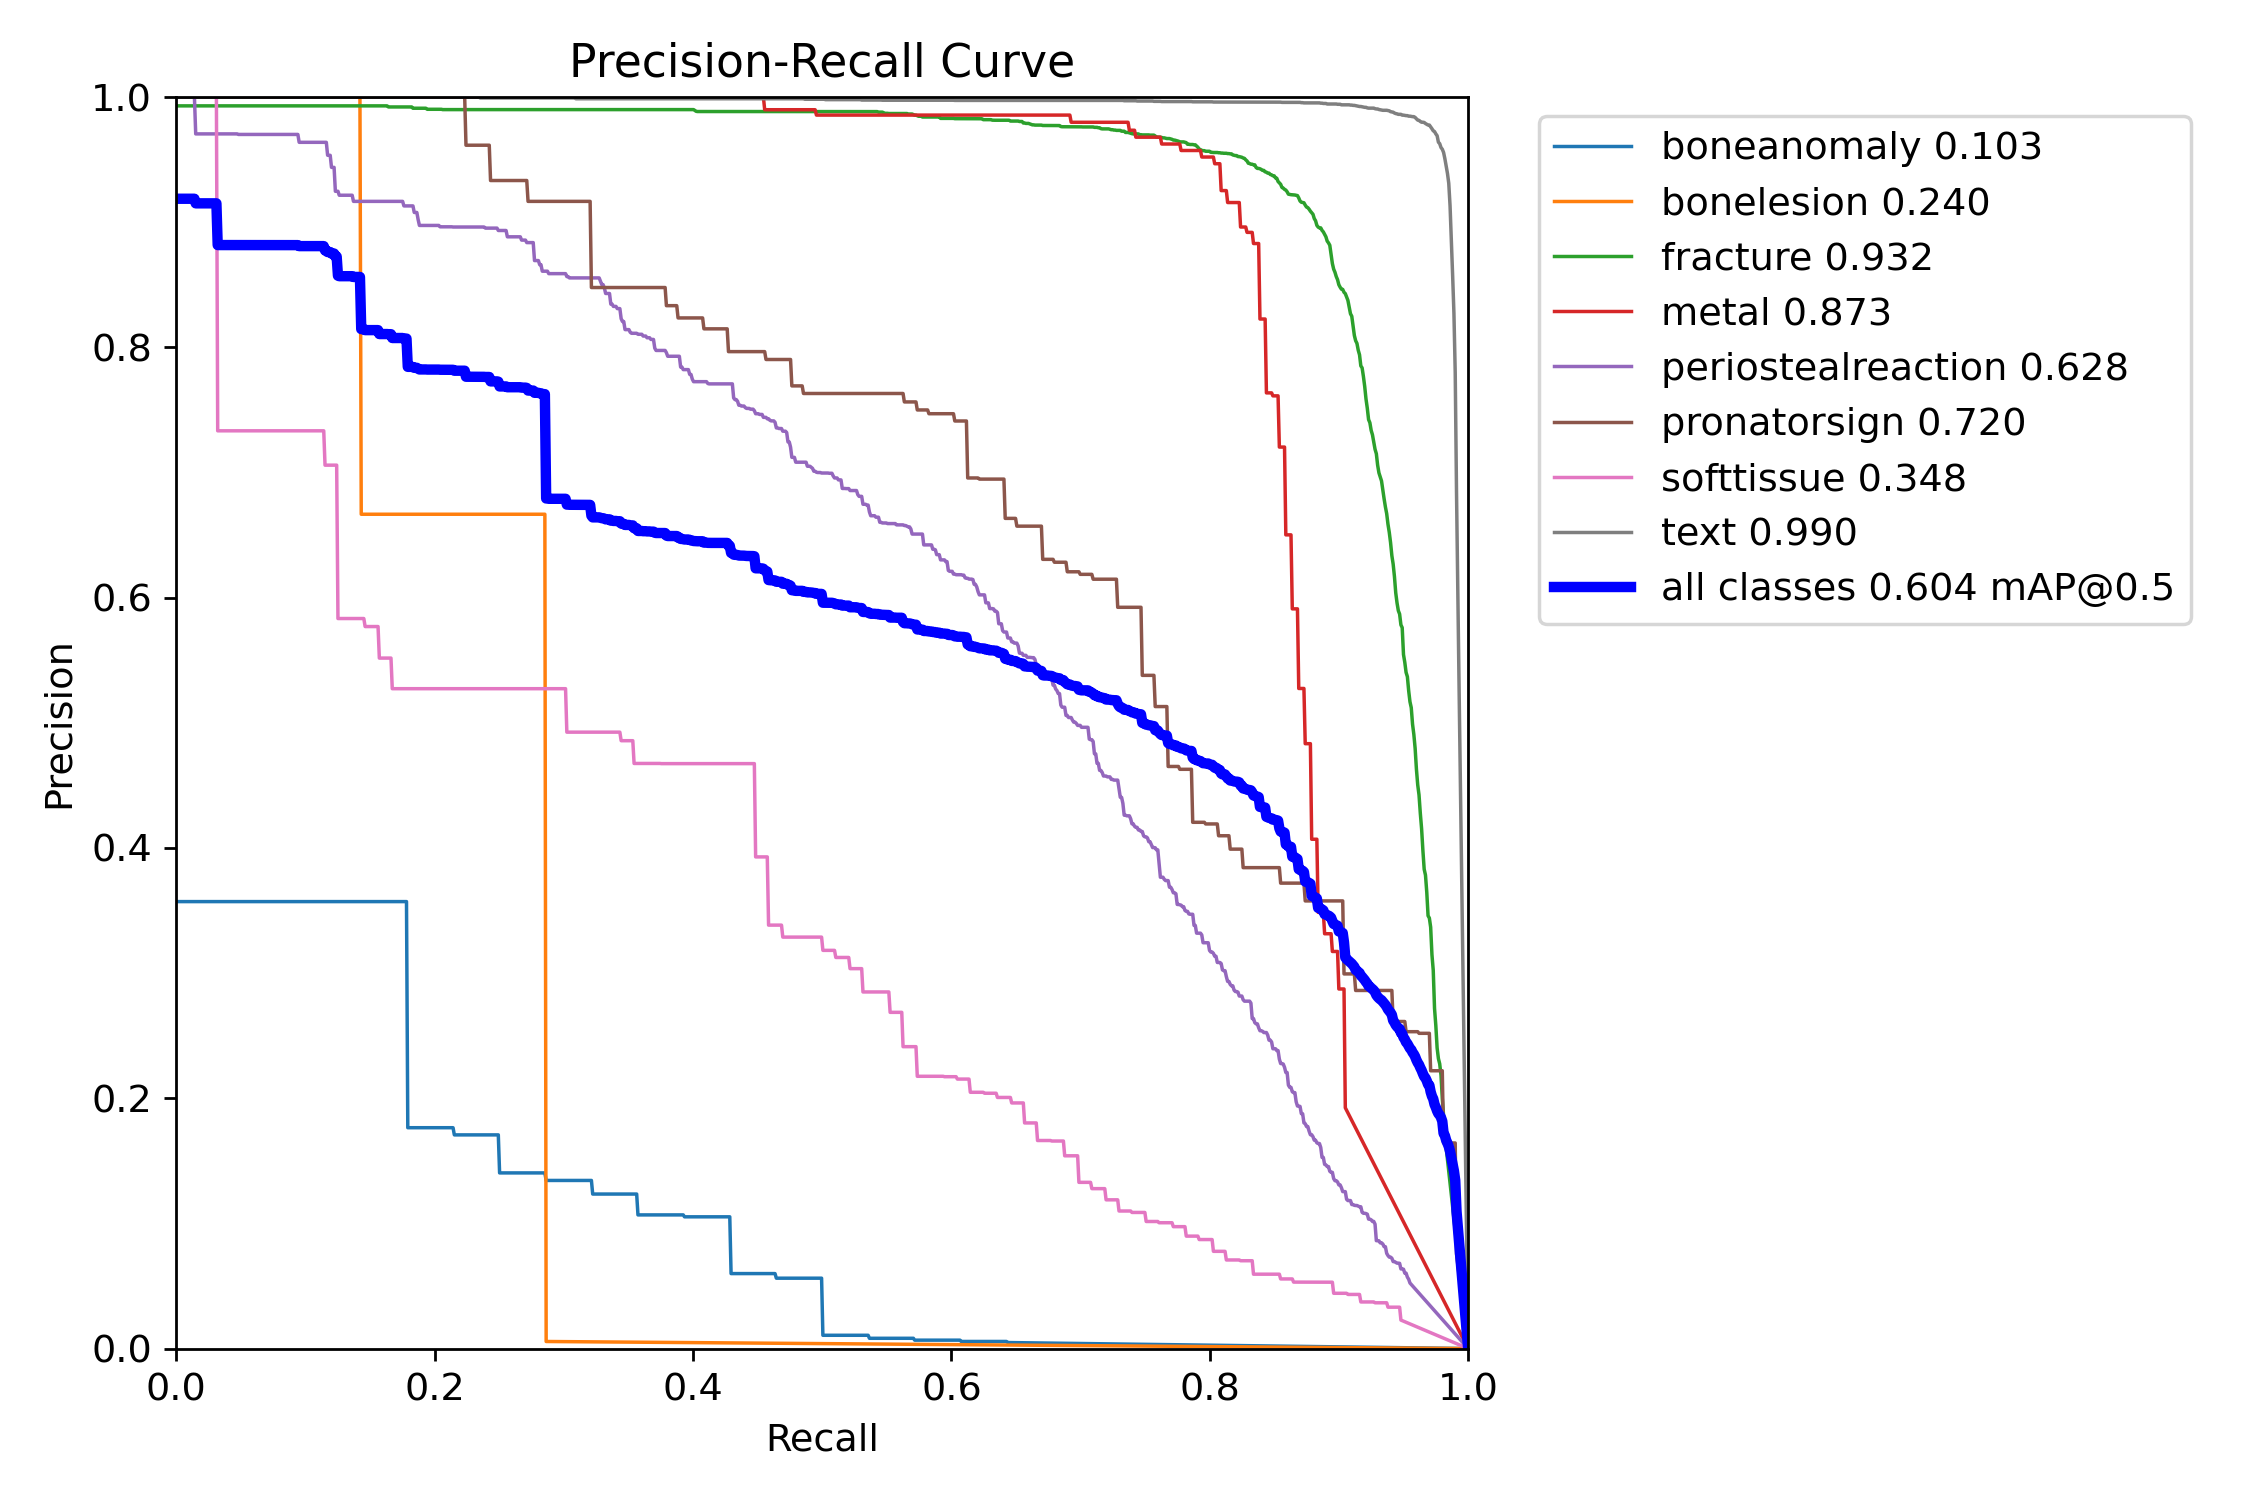 Precision-Recall Curve
1.0
0.8
0.6
0.4
0.2
0.0
Precision
0.0 0.2 0.4 0.6 0.8 1.0
Recall
boneanomaly 0.103
bonelesion 0.240
fracture 0.932
metal 0.873
periostealreaction 0.628
pronatorsign 0.720
softtissue 0.348
text 0.990
all classes 0.604 mAP@0.5